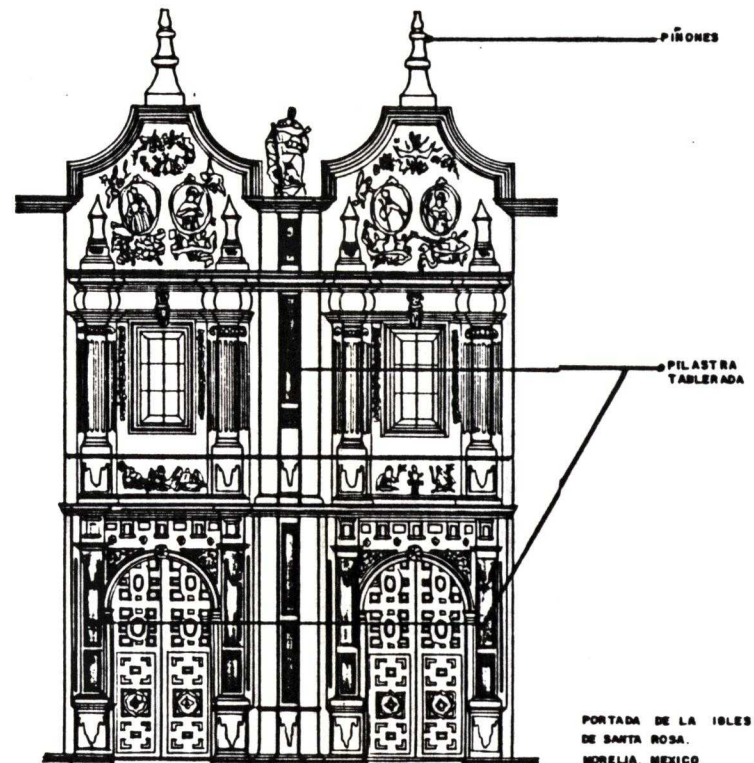 PIÑONES
PILASTRA
TABLERADA
PORTADA DE LA IGLES
DE SANTA ROSA.
MORELIA, MEXICO